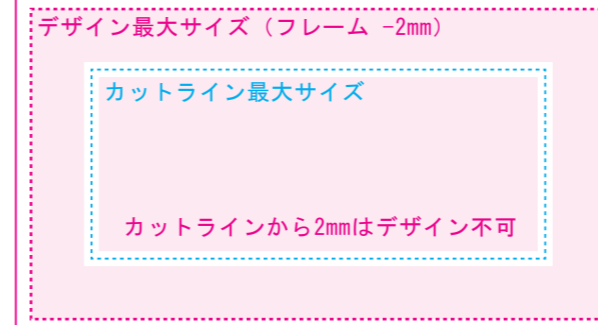 デザイン最大サイズ（フレーム -2mm）
カットライン最大サイズ
カットラインから2mmはデザイン不可